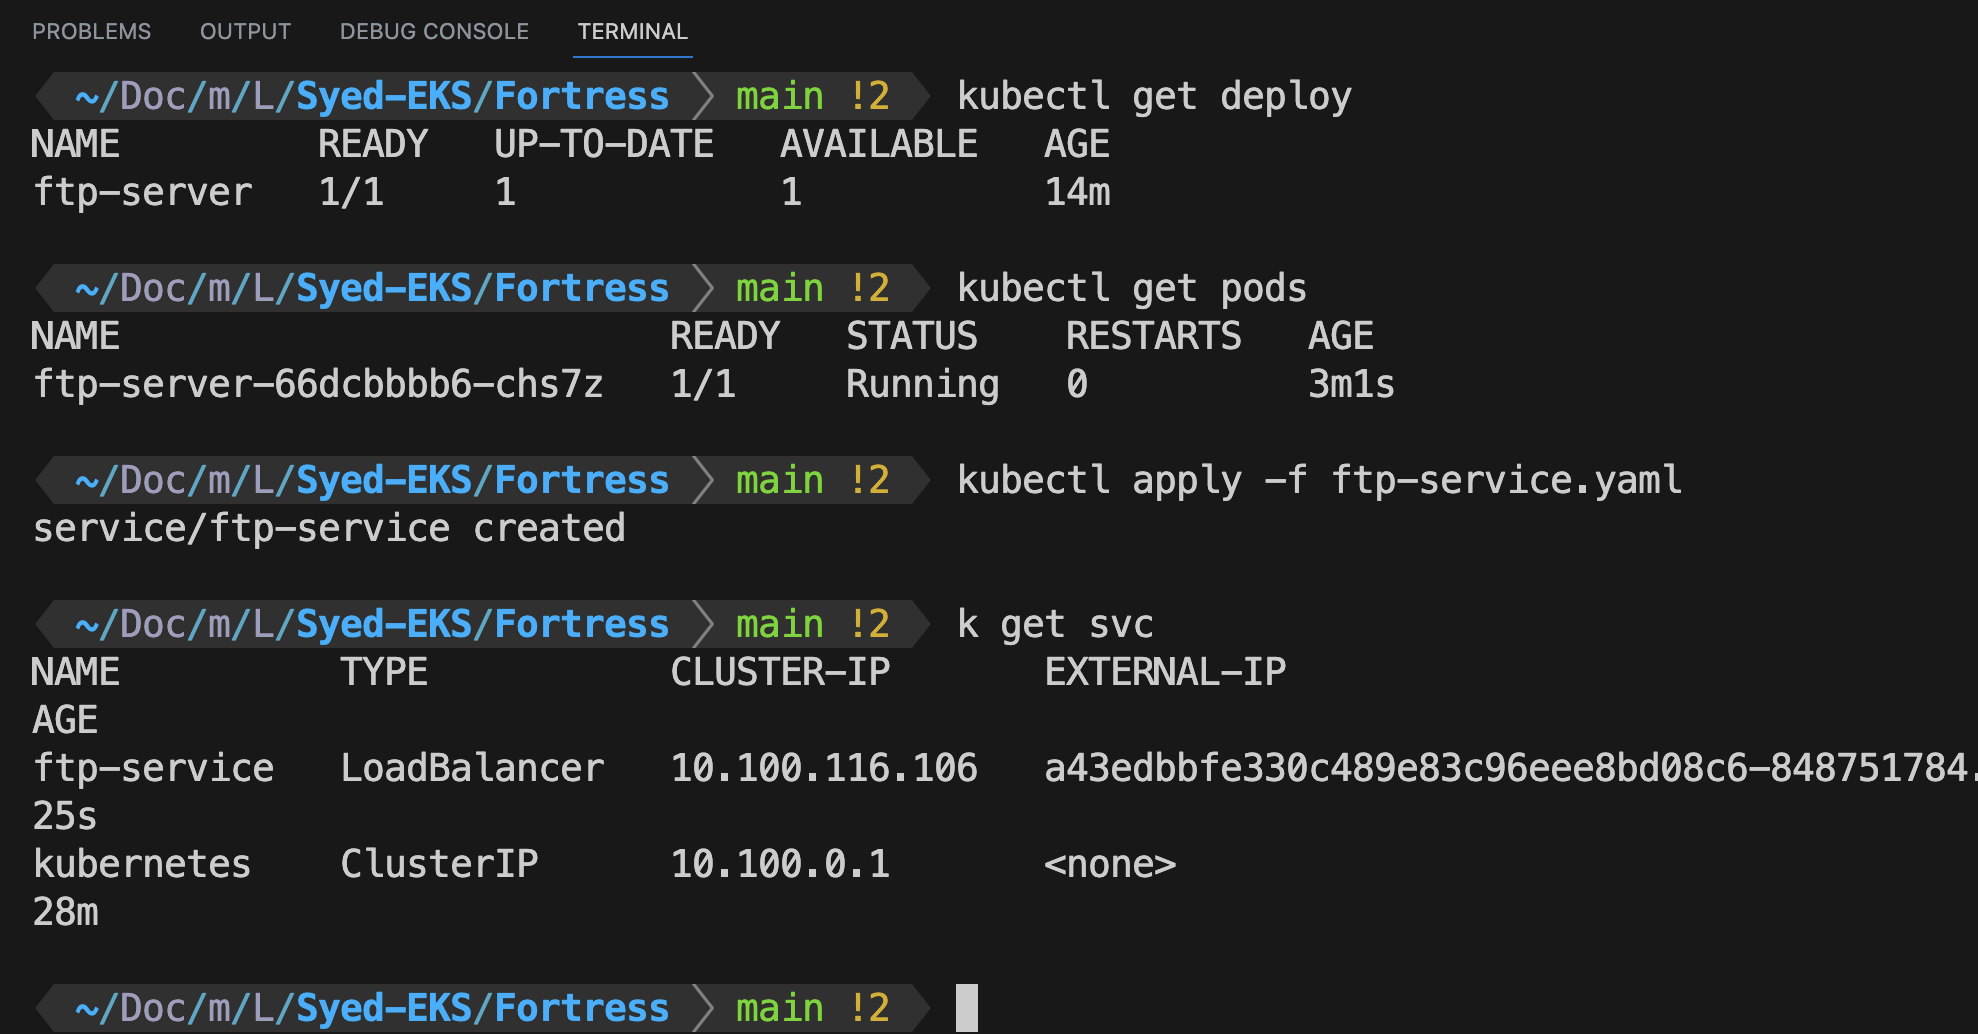 PROBLEMS OUTPUT DEBUG CONSOLE TERMINAL
~/Doc/m/L/Syed-EKS/Fortress main !2 kubectl get deploy
NAME READY UP-TO-DATE AVAILABLE AGE
ftp-server 1/1 1 1 14m
~/Doc/m/L/Syed-EKS/Fortress main !2 kubectl get pods
NAME READY STATUS RESTARTS AGE
ftp-server-66dcbbbb6-chs7z 1/1 Running 0 3m1s
~/Doc/m/L/Syed-EKS/Fortress main !2 kubectl apply -f ftp-service.yaml
service/ftp-service created
~/Doc/m/L/Syed-EKS/Fortress main !2 k get svc
NAME TYPE CLUSTER-IP EXTERNAL-IP
AGE
ftp-service LoadBalancer 10.100.116.106 a43edbbfe330c489e83c96eee8bd08c6-848751784.
25s
kubernetes ClusterIP 10.100.0.1 <none>
28m
~/Doc/m/L/Syed-EKS/Fortress main !2